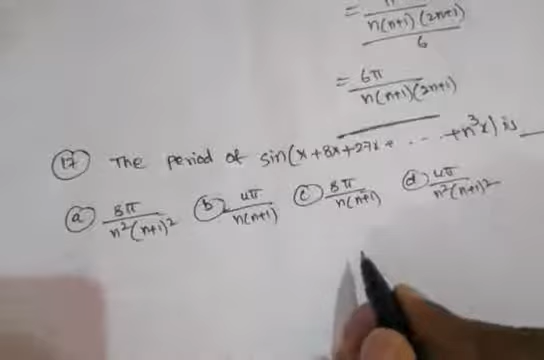 = π / n(n+1)(2n+1) / 6
= 6π / n(n+1)(2n+1)
(17) The period of sin(x+8x+27x+ ... +n³x) is __
(a) 8π / n²(n+1)² (b) 4π / n(n+1) (c) 8π / n(n+1) (d) 4π / n²(n+1)²